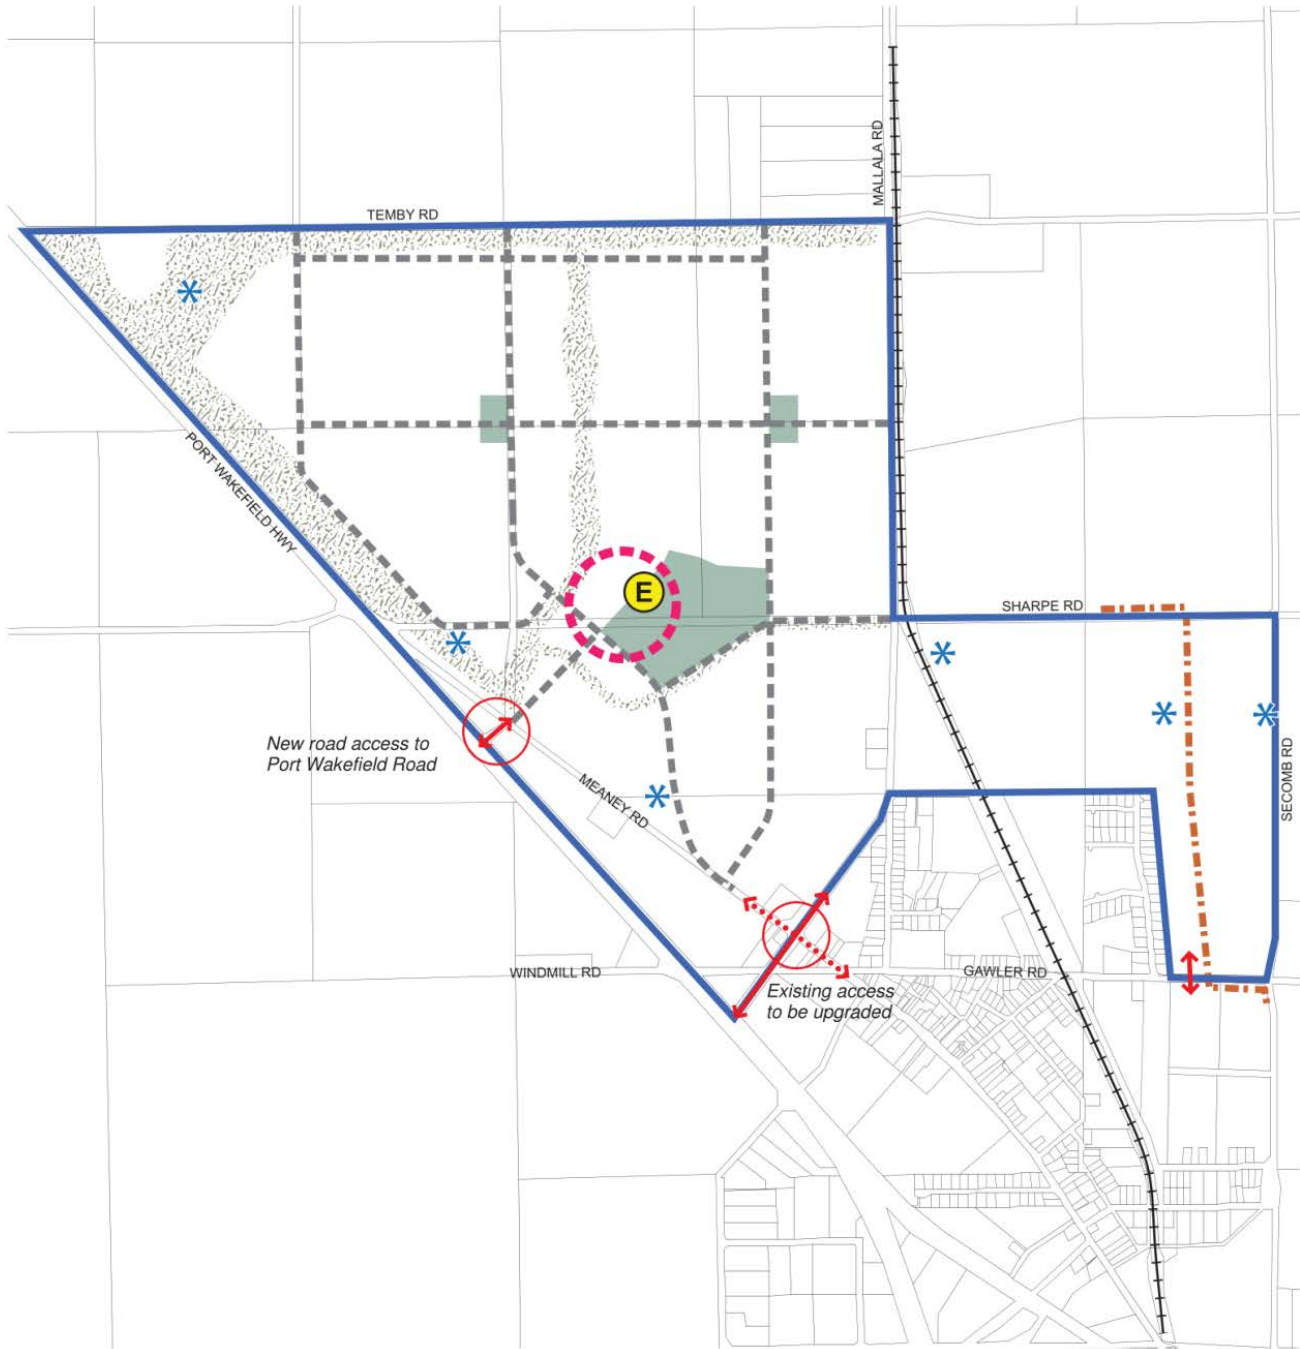 MALLALA RD
TEMBY RD
PORT WAKEFIELD HWY
E
SHARPE RD
New road access to
Port Wakefield Road
MEANEY RD
SECOMB RD
WINDMILL RD
GAWLER RD
Existing access
to be upgraded